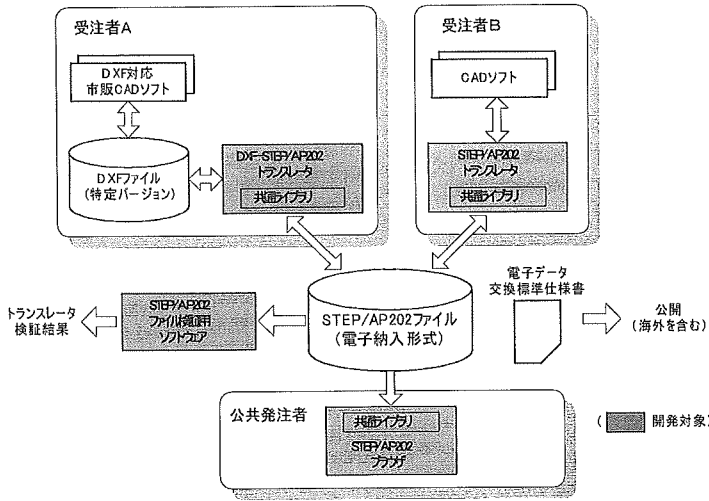 受注者A
DXF対応
市販CADソフト
DXFファイル
(特定バージョン)
DXF-STEP/AP202
トランスレータ
共通ライブラリ
受注者B
CADソフト
STEP/AP202
トランスレータ
共通ライブラリ
トランスレータ
検証結果
STEP/AP202
ファイル検証用
ソフトウェア
STEP/AP202ファイル
(電子納入形式)
電子データ
交換標準仕様書
公開
(海外を含む)
公共発注者
共通ライブラリ
STEP/AP202
ブラウザ
( 開発対象)